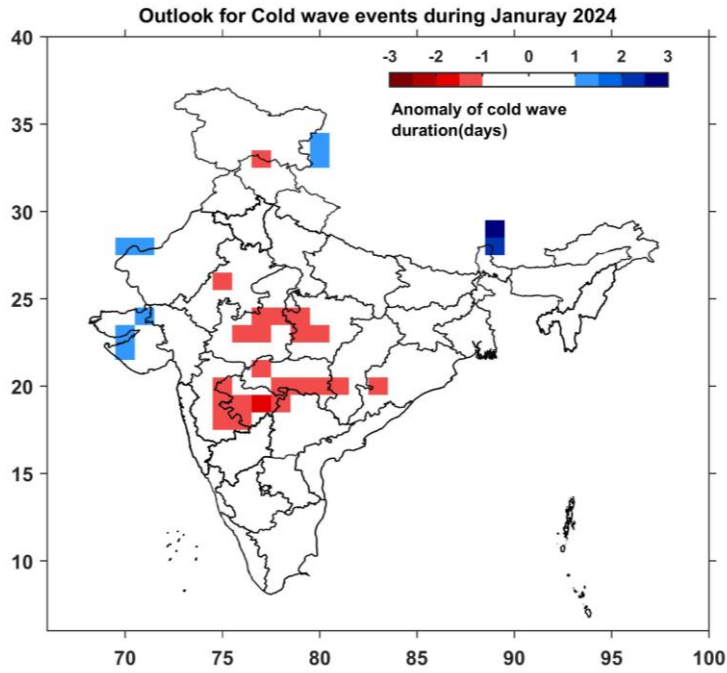 Outlook for Cold wave events during Januray 2024
40
-3 -2 -1 0 1 2 3
Anomaly of cold wave
duration(days)
35
30
25
20
15
10
70 75 80 85 90 95 100